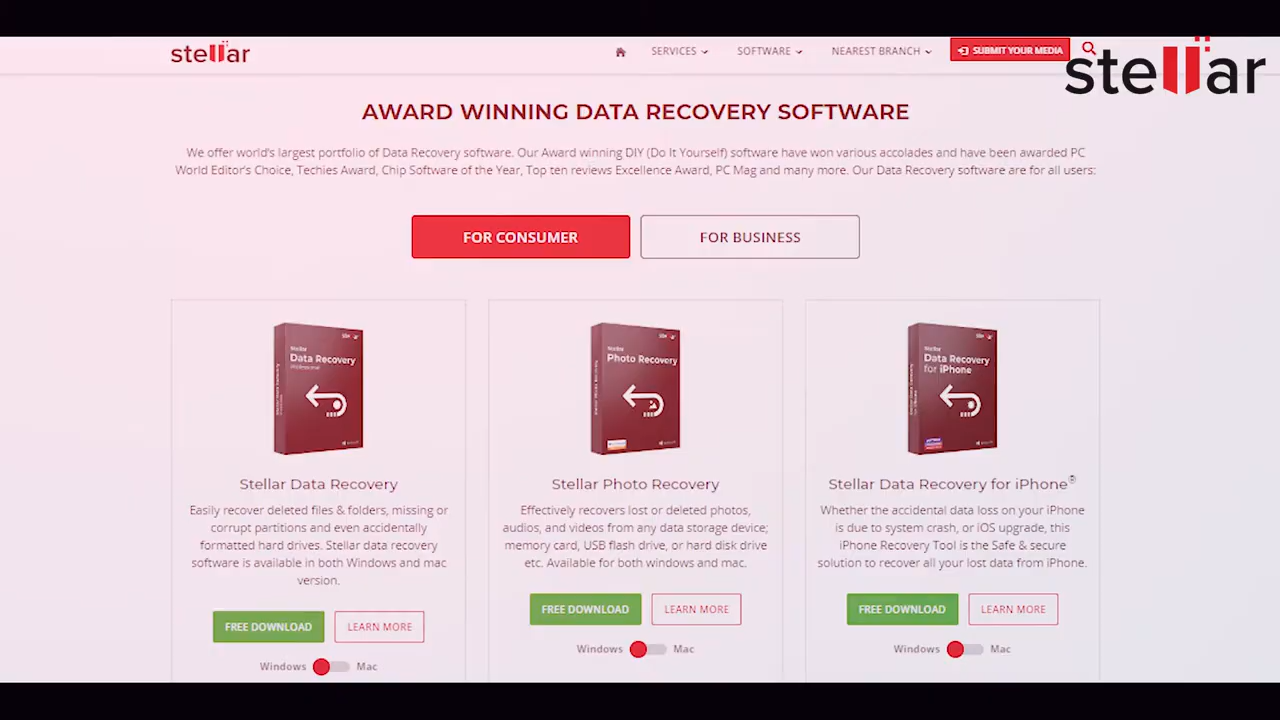 stellar
SERVICES
SOFTWARE
NEAREST BRANCH
SUBMIT YOUR MEDIA
stellar
AWARD WINNING DATA RECOVERY SOFTWARE
We offer world's largest portfolio of Data Recovery software. Our Award winning DIY (Do It Yourself) software have won various accolades and have been awarded PC
World Editor's Choice, Techies Award, Chip Software of the Year, Top ten reviews Excellence Award, PC Mag and many more. Our Data Recovery software are for all users:
FOR CONSUMER
FOR BUSINESS
Stellar
Data Recovery
Professional
Stellar Data Recovery
Easily recover deleted files & folders, missing or
corrupt partitions and even accidentally
formatted hard drives. Stellar data recovery
software is available in both Windows and mac
version.
FREE DOWNLOAD
LEARN MORE
Windows
Mac
Stellar
Photo Recovery
Stellar Photo Recovery
Effectively recovers lost or deleted photos,
audios, and videos from any data storage device;
memory card, USB flash drive, or hard disk drive
etc. Available for both windows and mac.
FREE DOWNLOAD
LEARN MORE
Windows
Mac
Stellar
Data Recovery
for iPhone
Stellar Data Recovery for iPhone®
Whether the accidental data loss on your iPhone
is due to system crash, or iOS upgrade, this
iPhone Recovery Tool is the Safe & secure
solution to recover all your lost data from iPhone.
FREE DOWNLOAD
LEARN MORE
Windows
Mac